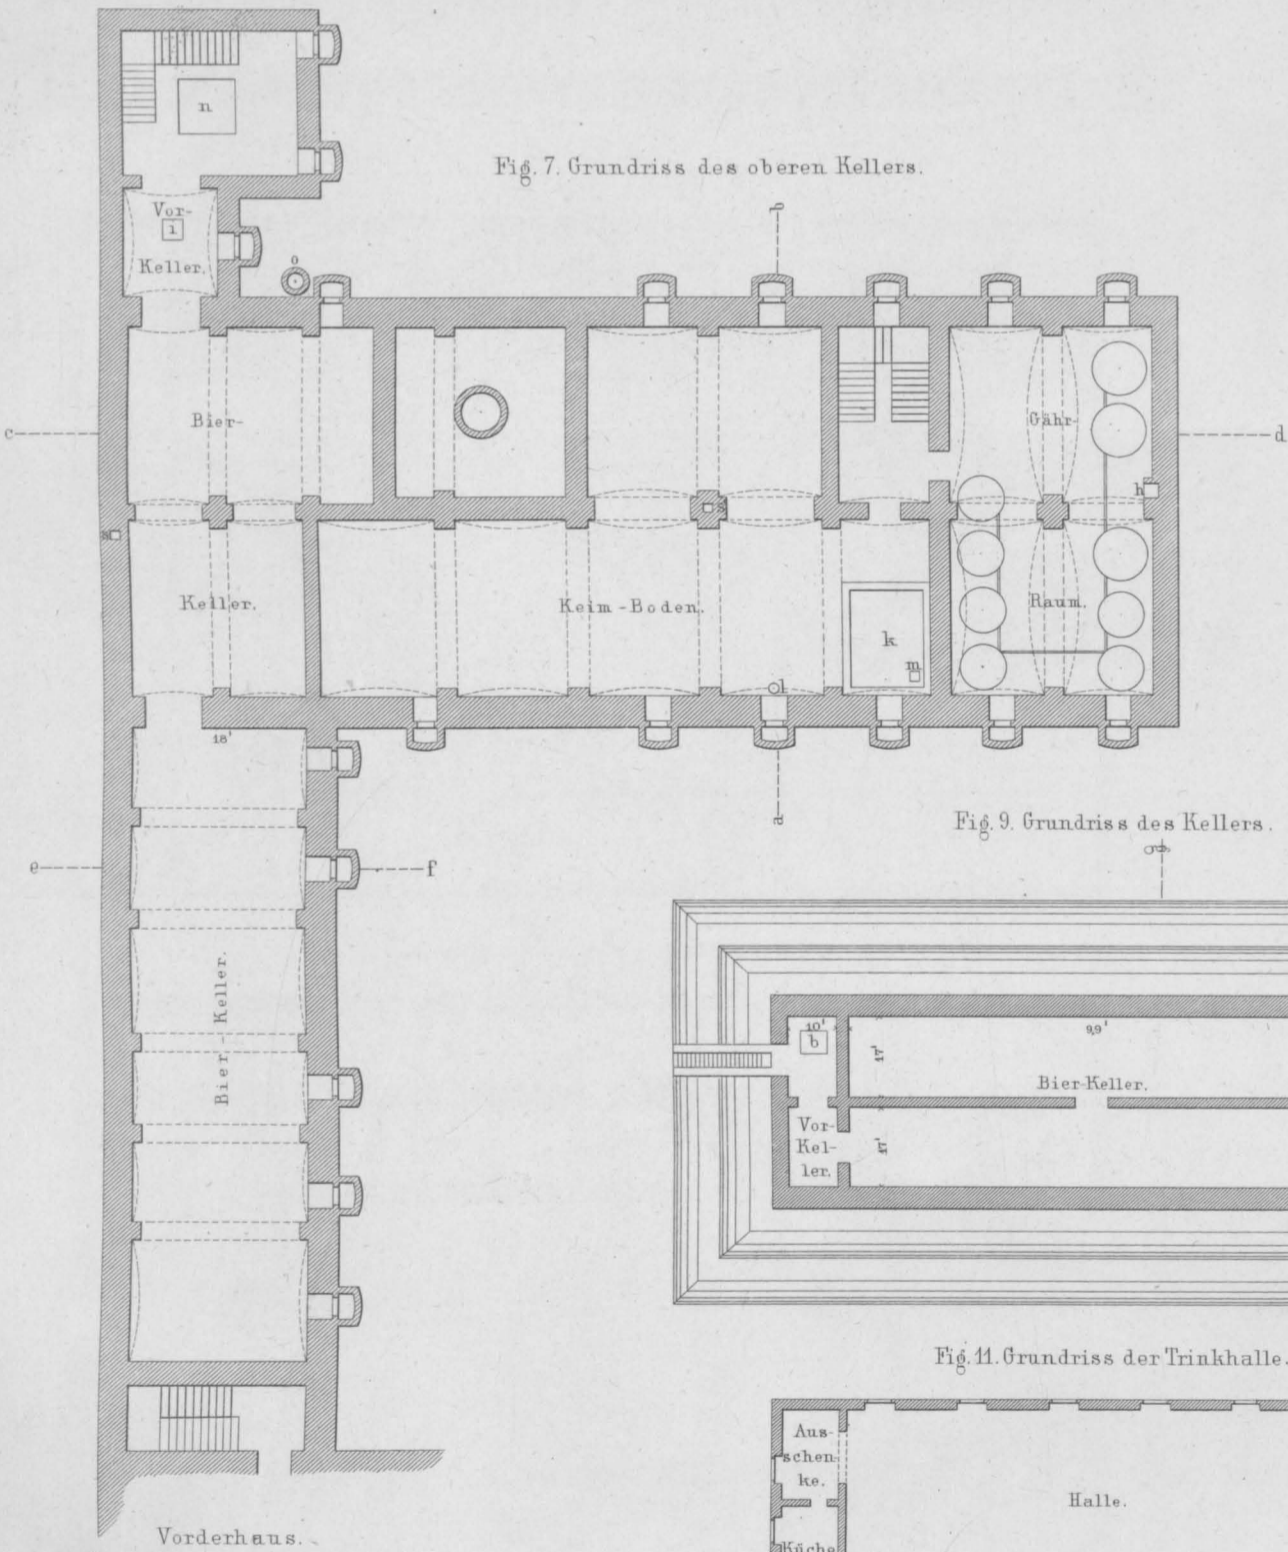 n
Fig. 7. Grundriss des oberen Kellers.
Vor-
i
Keller.
o
b
c
Bier-
Gähr-
d
h
s
a
Keller.
Keim-Boden.
Raum.
k
m
l
18'
a
Fig. 9. Grundriss des Kellers.
g
e
f
Bier-Keller.
10'
b
9,9'
17'
Bier-Keller.
Vor-
Kel-
ler.
17'
Fig. 11. Grundriss der Trinkhalle.
Aus-
schen-
ke.
Halle.
Küche
Vorderhaus.